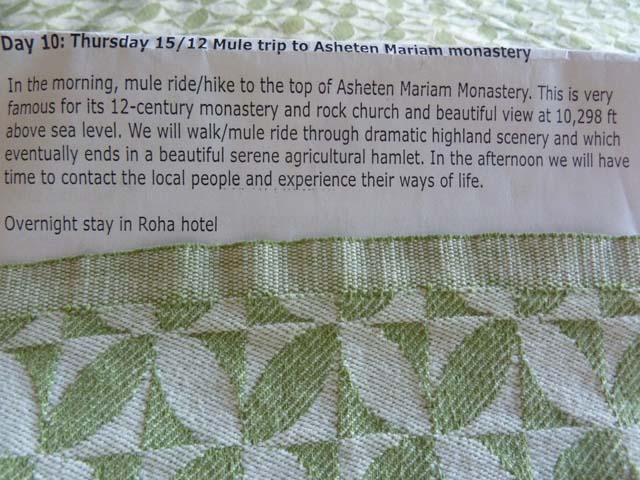 Day 10: Thursday 15/12 Mule trip to Asheten Mariam monastery
In the morning, mule ride/hike to the top of Asheten Mariam Monastery. This is very
famous for its 12-century monastery and rock church and beautiful view at 10,298 ft
above sea level. We will walk/mule ride through dramatic highland scenery and which
eventually ends in a beautiful serene agricultural hamlet. In the afternoon we will have
time to contact the local people and experience their ways of life.
Overnight stay in Roha hotel